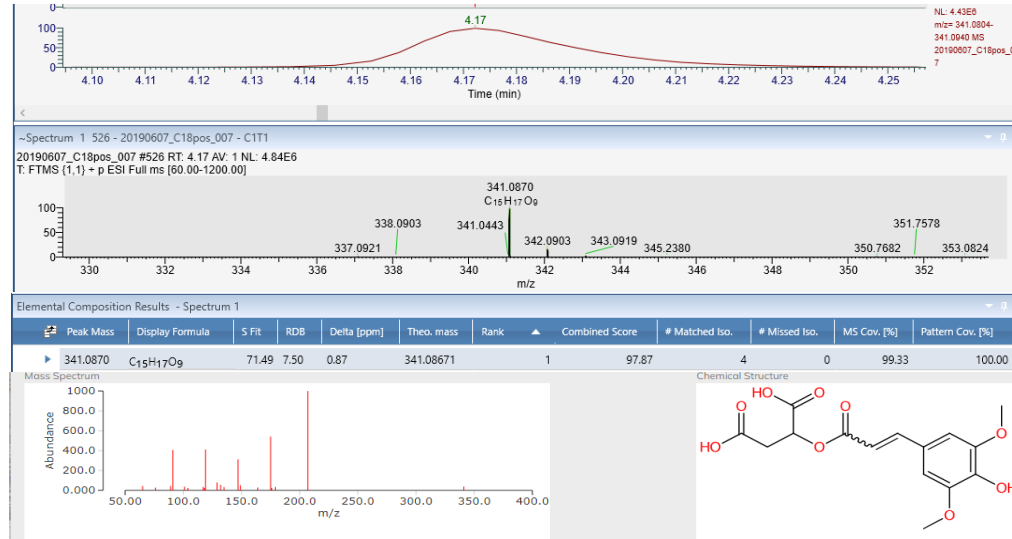 0
NL: 4.43E6
m/z= 341.0804-
341.0940 MS
20190607_C18pos_0
7
4.17
100
50
0
4.10 4.11 4.12 4.13 4.14 4.15 4.16 4.17 4.18 4.19 4.20 4.21 4.22 4.23 4.24 4.25
Time (min)
~Spectrum 1 526 - 20190607_C18pos_007 - C1T1
20190607_C18pos_007 #526 RT: 4.17 AV: 1 NL: 4.84E6
T: FTMS {1,1} + p ESI Full ms [60.00-1200.00]
341.0870
C15H17O9
100
50
0
337.0921 338.0903 341.0443 342.0903 343.0919 345.2380 350.7682 351.7578 353.0824
330 332 334 336 338 340 342 344 346 348 350 352
m/z
Elemental Composition Results - Spectrum 1
Peak Mass Display Formula S Fit RDB Delta [ppm] Theo. mass Rank Combined Score # Matched Iso. # Missed Iso. MS Cov. [%] Pattern Cov. [%]
341.0870 C15H17O9 71.49 7.50 0.87 341.08671 1 97.87 4 0 99.33 100.00
Mass Spectrum
1000
800.0
600.0
400.0
200.0
0.000
Abundance
50.00 100.0 150.0 200.0 250.0 300.0 350.0 400.0
m/z
Chemical Structure
HO O
O O
HO O O
OH
O